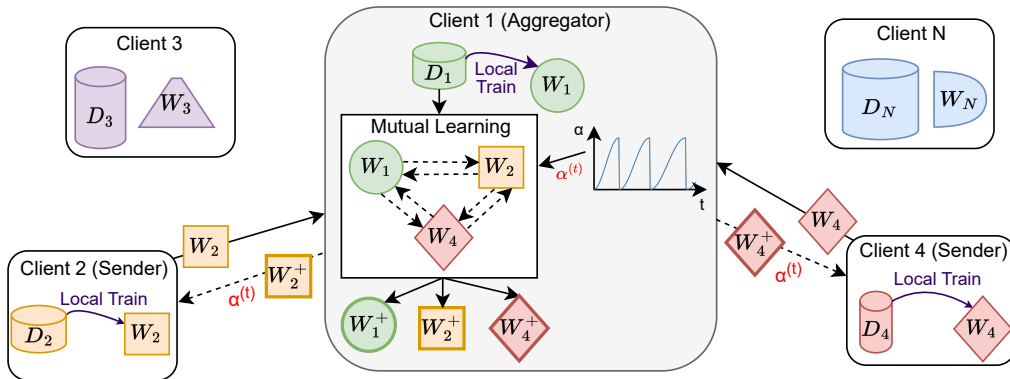 Client 3
D₃
W₃
Client 1 (Aggregator)
D₁
Local
Train
W₁
Mutual Learning
W₁
W₂
W₄
α
α⁽ᵗ⁾
t
W₁⁺
W₂⁺
W₄⁺
Client N
D_N
W_N
W₂
W₂⁺
α⁽ᵗ⁾
Client 2 (Sender)
Local Train
D₂
W₂
W₄
W₄⁺
α⁽ᵗ⁾
Client 4 (Sender)
Local Train
D₄
W₄